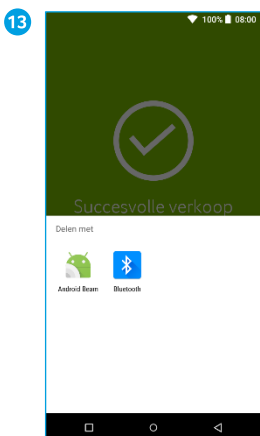 13
100% 08:00
Succesvolle verkoop
Delen met
Android Beam Bluetooth